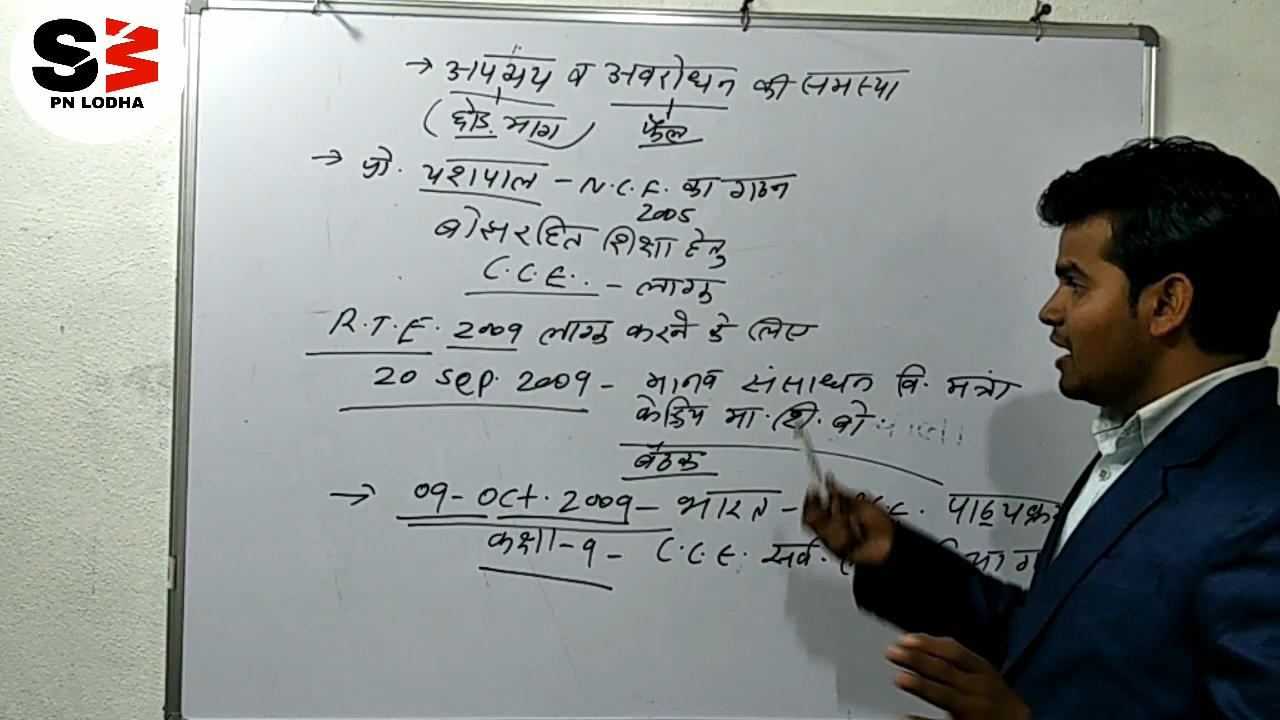 SW
PN LODHA
→ अपव्यय व अवरोधन की समस्या
(छोड़ भाग) फैल
→ प्रो. यशपाल – N.C.F. का गठन
2005
बोझरहित शिक्षा हेतु
C.C.E. – लागू
R.T.E. 2009 लागू करने के लिए
20 Sep. 2009 – मानव संसाधन वि. मंत्रा
केंद्रिय मा. शि. बो.
बैठक
→ 09 - Oct. 2009 – भारत – पाठ्यक्र
कक्षा – 9 – C.C.E. सर्व.